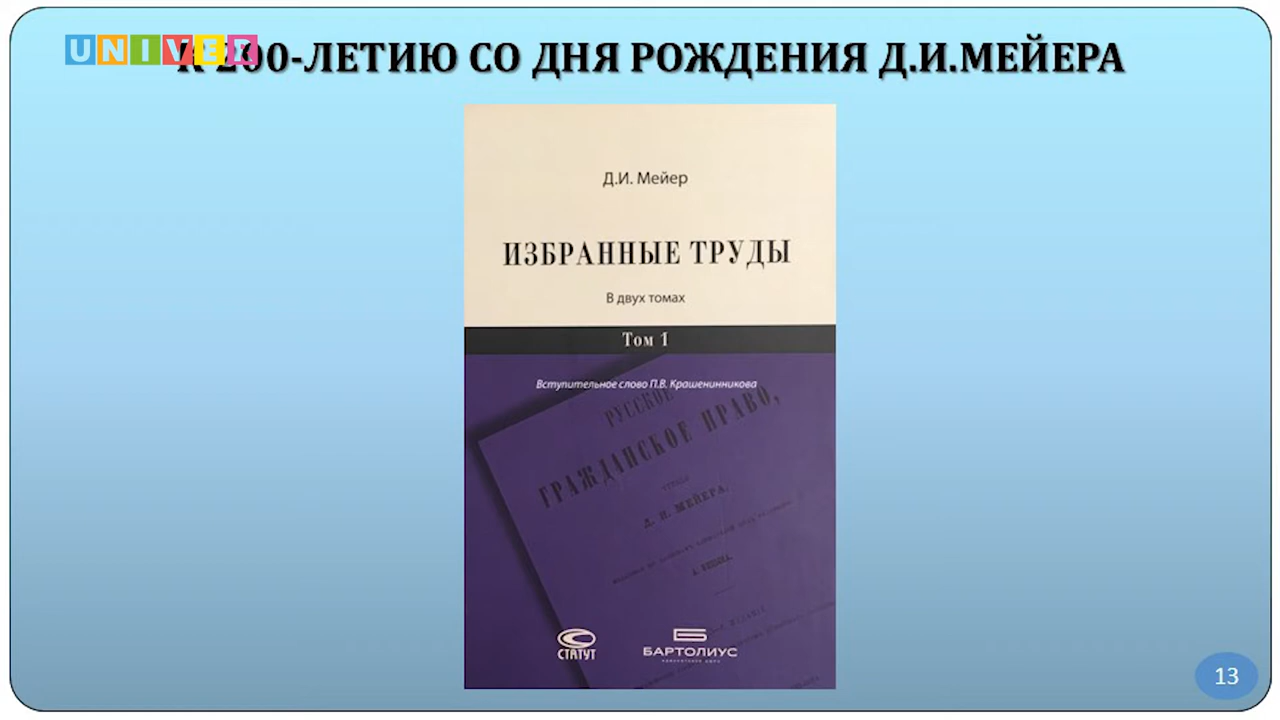 UNIVER
К 200-ЛЕТИЮ СО ДНЯ РОЖДЕНИЯ Д.И.МЕЙЕРА
Д.И. Мейер
ИЗБРАННЫЕ ТРУДЫ
В двух томах
Том 1
Вступительное слово П.В. Крашенинникова
РУССКОЕ
ГРАЖДАНСКОЕ ПРАВО,
Д. И. МЕЙЕРА,
СТАТУТ
БАРТОЛИУС
13